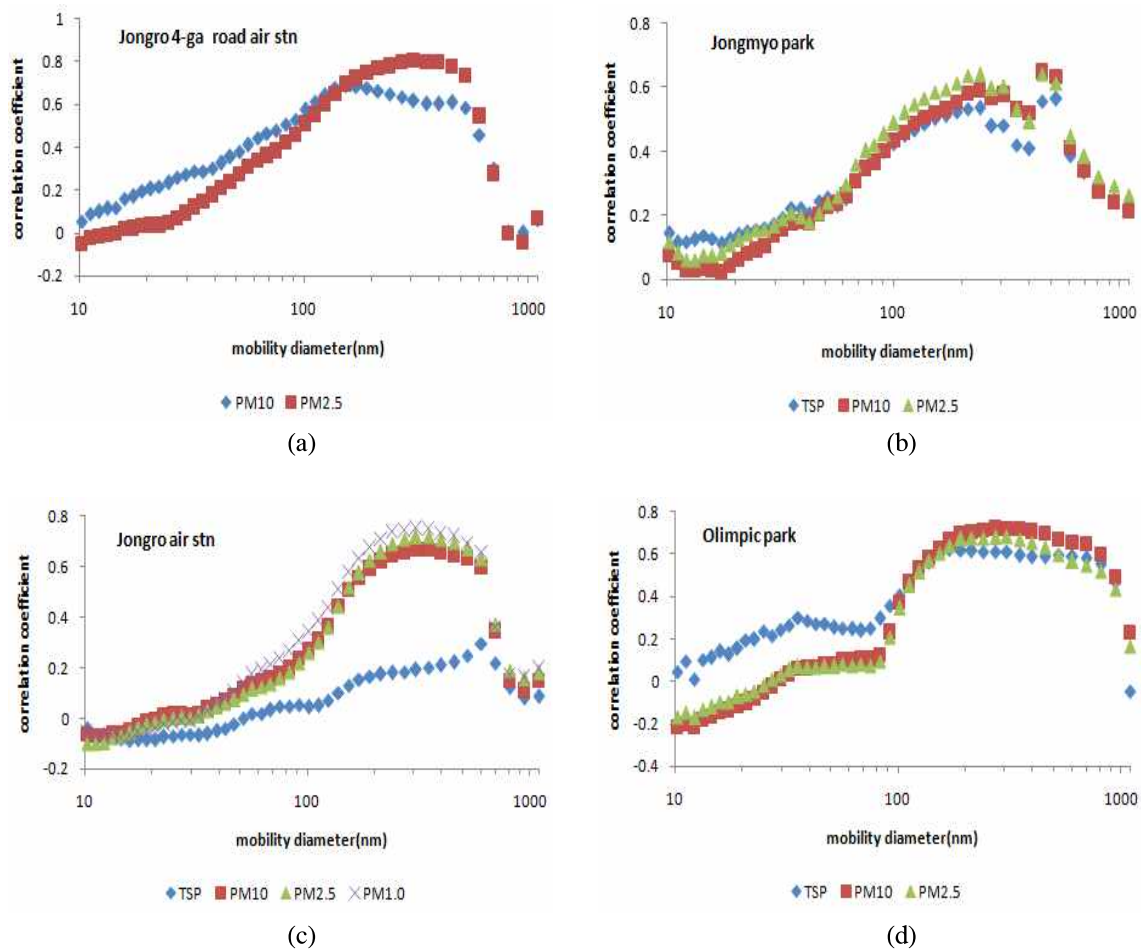 Jongro 4-ga road air stn
correlation coefficient
1
0.8
0.6
0.4
0.2
0
-0.2
10 100 1000
mobility diameter(nm)
PM10 PM2.5
(a)
Jongmyo park
correlation coefficient
0.8
0.6
0.4
0.2
0
10 100 1000
mobility diameter(nm)
TSP PM10 PM2.5
(b)
Jongro air stn
correlation coefficient
0.8
0.6
0.4
0.2
0
-0.2
10 100 1000
mobility diameter(nm)
TSP PM10 PM2.5 PM1.0
(c)
Olimpic park
correlation coefficient
0.8
0.6
0.4
0.2
0
-0.2
-0.4
10 100 1000
mobility diameter(nm)
TSP PM10 PM2.5
(d)